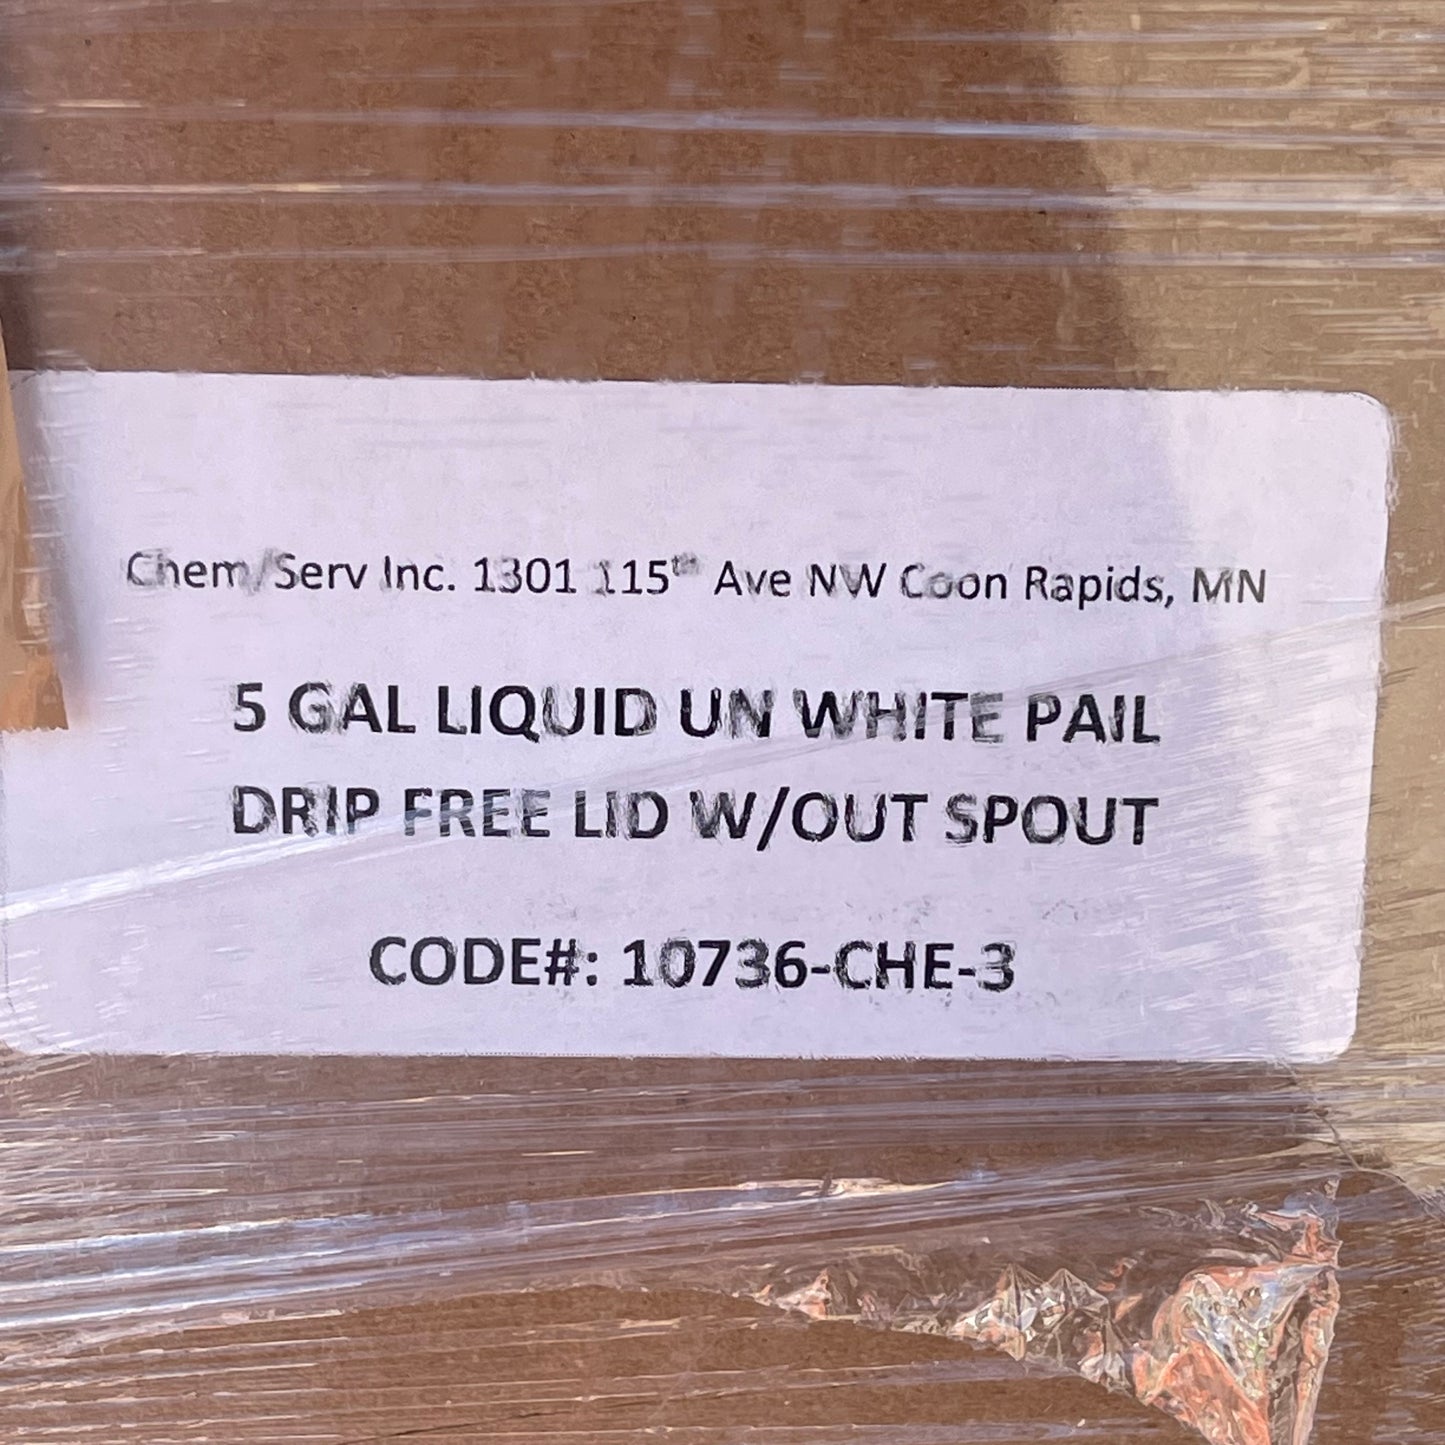 Chem/Serv Inc. 1301 115th Ave NW Coon Rapids, MN
5 GAL LIQUID UN WHITE PAIL
DRIP FREE LID W/OUT SPOUT
CODE#: 10736-CHE-3